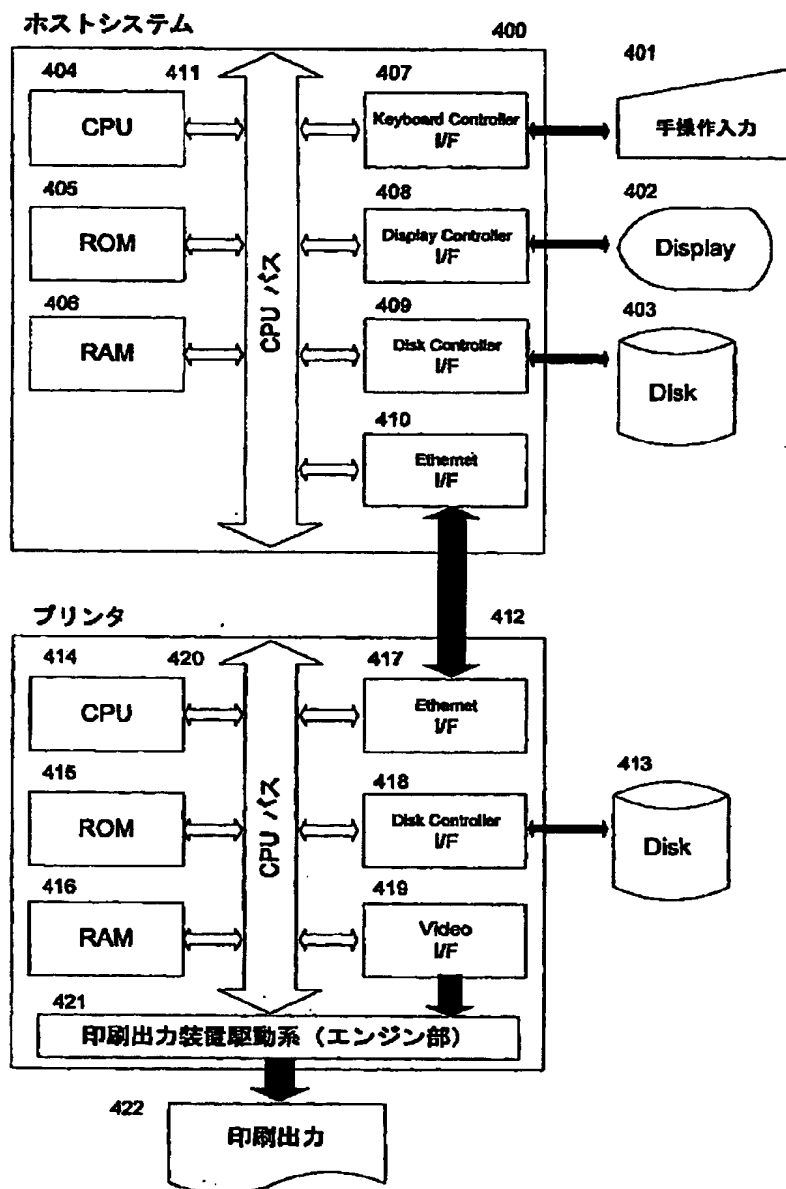 ホストシステム
400
404
411
407
401
CPU
Keyboard Controller
I/F
手操作入力
405
408
402
ROM
Display Controller
I/F
Display
406
409
403
RAM
CPU バス
Disk Controller
I/F
Disk
410
Ethernet
I/F
プリンタ
412
414
420
417
CPU
Ethernet
I/F
415
418
413
ROM
CPU バス
Disk Controller
I/F
Disk
416
419
RAM
Video
I/F
421
印刷出力装置駆動系（エンジン部）
422
印刷出力